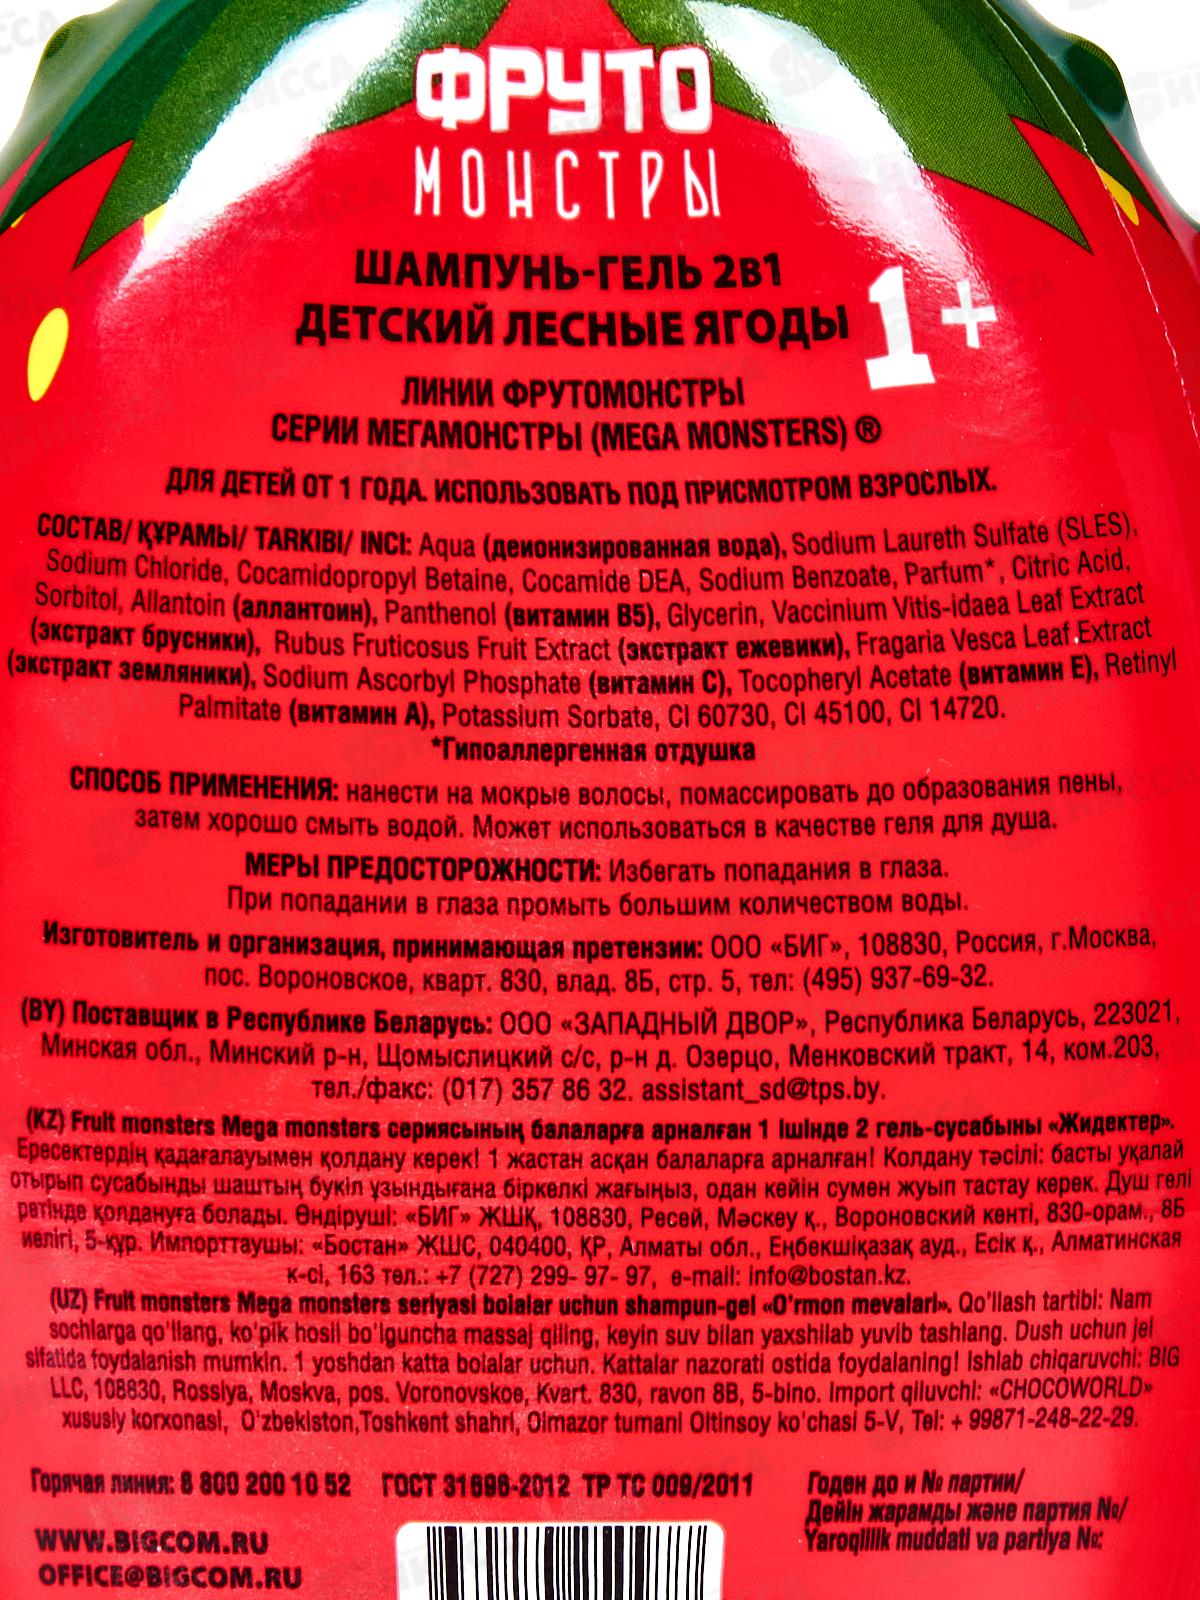 ФРУТО
МОНСТРЫ
ШАМПУНЬ-ГЕЛЬ 2в1
ДЕТСКИЙ ЛЕСНЫЕ ЯГОДЫ
1+
ЛИНИИ ФРУТОМОНСТРЫ
СЕРИИ МЕГАМОНСТРЫ (MEGA MONSTERS) ®
ДЛЯ ДЕТЕЙ ОТ 1 ГОДА. ИСПОЛЬЗОВАТЬ ПОД ПРИСМОТРОМ ВЗРОСЛЫХ.
СОСТАВ/ ҚҰРАМЫ/ TARKIBI/ INCI: Aqua (деионизированная вода), Sodium Laureth Sulfate (SLES),
Sodium Chloride, Cocamidopropyl Betaine, Cocamide DEA, Sodium Benzoate, Parfum*, Citric Acid,
Sorbitol, Allantoin (аллантоин), Panthenol (витамин B5), Glycerin, Vaccinium Vitis-idaea Leaf Extract
(экстракт брусники), Rubus Fruticosus Fruit Extract (экстракт ежевики), Fragaria Vesca Leaf Extract
(экстракт земляники), Sodium Ascorbyl Phosphate (витамин С), Tocopheryl Acetate (витамин Е), Retinyl
Palmitate (витамин А), Potassium Sorbate, CI 60730, CI 45100, CI 14720.
*Гипоаллергенная отдушка
СПОСОБ ПРИМЕНЕНИЯ: нанести на мокрые волосы, помассировать до образования пены,
затем хорошо смыть водой. Может использоваться в качестве геля для душа.
МЕРЫ ПРЕДОСТОРОЖНОСТИ: Избегать попадания в глаза.
При попадании в глаза промыть большим количеством воды.
Изготовитель и организация, принимающая претензии: ООО «БИГ», 108830, Россия, г.Москва,
пос. Вороновское, кварт. 830, влад. 8Б, стр. 5, тел: (495) 937-69-32.
(BY) Поставщик в Республике Беларусь: ООО «ЗАПАДНЫЙ ДВОР», Республика Беларусь, 223021,
Минская обл., Минский р-н, Щомыслицкий с/с, р-н д. Озерцо, Менковский тракт, 14, ком.203,
тел./факс: (017) 357 86 32. assistant_sd@tps.by.
(KZ) Fruit monsters Mega monsters сериясының балаларға арналған 1 ішінде 2 гель-сусабыны «Жидектер».
Ересектердің қадағалауымен қолдану керек! 1 жастан асқан балаларға арналған! Колдану тәсілі: басты уқалай
отырып сусабынды шаштың букіл ұзындығана біркелкі жағыңыз, одан кейін сумен жуып тастау керек. Душ гелі
ретінде қолдануға болады. Өндіруші: «БИГ» ЖШҚ, 108830, Ресей, Мәскеу қ., Вороновский кенті, 830-орам., 8Б
иелігі, 5-құр. Импорттаушы: «Бостан» ЖШС, 040400, ҚР, Алматы обл., Еңбекшіқазақ ауд., Есік қ., Алматинская
к-сі, 163 тел.: +7 (727) 299- 97- 97, e-mail: info@bostan.kz.
(UZ) Fruit monsters Mega monsters seriyasi bolalar uchun shampun-gel «O'rmon mevalari». Qo'llash tartibi: Nam
sochlarga qo'llang, ko'pik hosil bo'lguncha massaj qiling, keyin suv bilan yaxshilab yuvib tashlang. Dush uchun jel
sifatida foydalanish mumkin. 1 yoshdan katta bolalar uchun. Kattalar nazorati ostida foydalaning! Ishlab chiqaruvchi: BIG
LLC, 108830, Rossiya, Moskva, pos. Voronovskoe, Kvart. 830, ravon 8B, 5-bino. Import qiluvchi: «CHOCOWORLD»
xususiy korxonasi, O'zbekiston,Toshkent shahri, Olmazor tumani Oltinsoy ko'chasi 5-V, Tel: + 99871-248-22-29.
Горячая линия: 8 800 200 10 52 ГОСТ 31696-2012 ТР ТС 009/2011
Годен до и № партии/
Дейін жарамды және партия №/
Yaroqlilik muddati va partiya №:
WWW.BIGCOM.RU
OFFICE@BIGCOM.RU